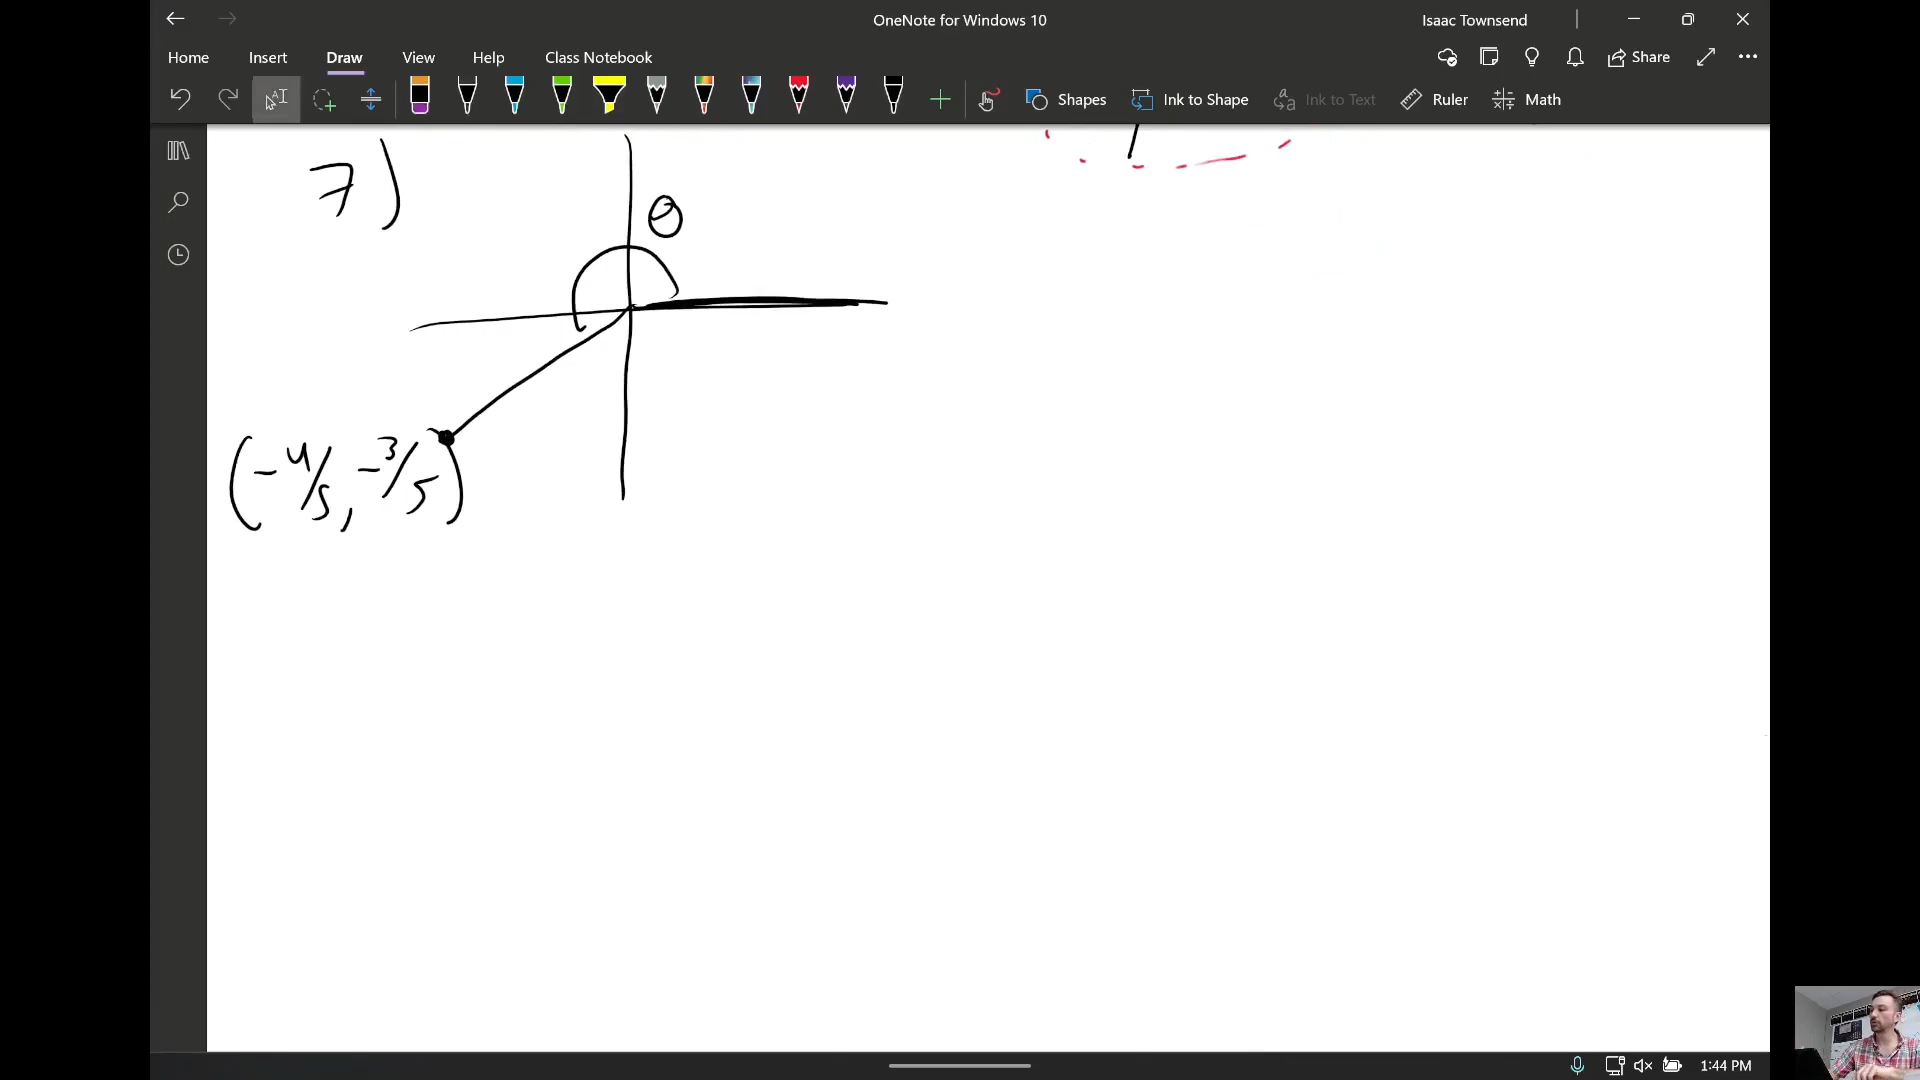 OneNote for Windows 10
Isaac Townsend
Home Insert Draw View Help Class Notebook
Share
Shapes Ink to Shape Ink to Text Ruler Math
7)
θ
(-4/5, -3/5)
1:44 PM